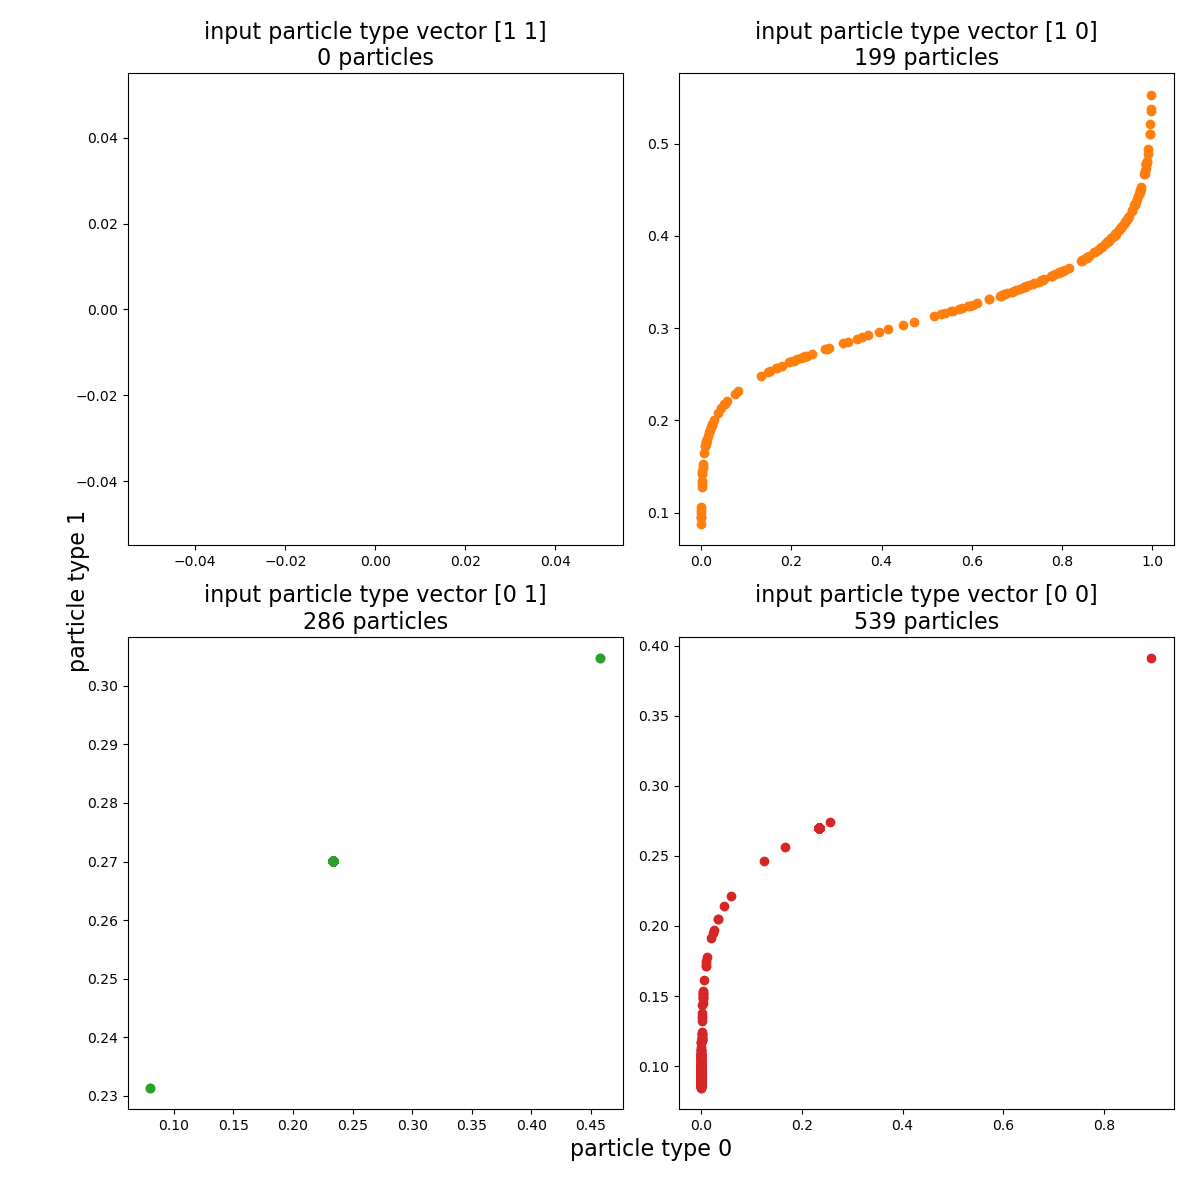 input particle type vector [1 1]
0 particles
0.04
0.02
0.00
−0.02
−0.04
−0.04 −0.02 0.00 0.02 0.04
input particle type vector [1 0]
199 particles
0.5
0.4
0.3
0.2
0.1
0.0 0.2 0.4 0.6 0.8 1.0
particle type 1
input particle type vector [0 1]
286 particles
0.30
0.29
0.28
0.27
0.26
0.25
0.24
0.23
0.10 0.15 0.20 0.25 0.30 0.35 0.40 0.45
input particle type vector [0 0]
539 particles
0.40
0.35
0.30
0.25
0.20
0.15
0.10
0.0 0.2 0.4 0.6 0.8
particle type 0